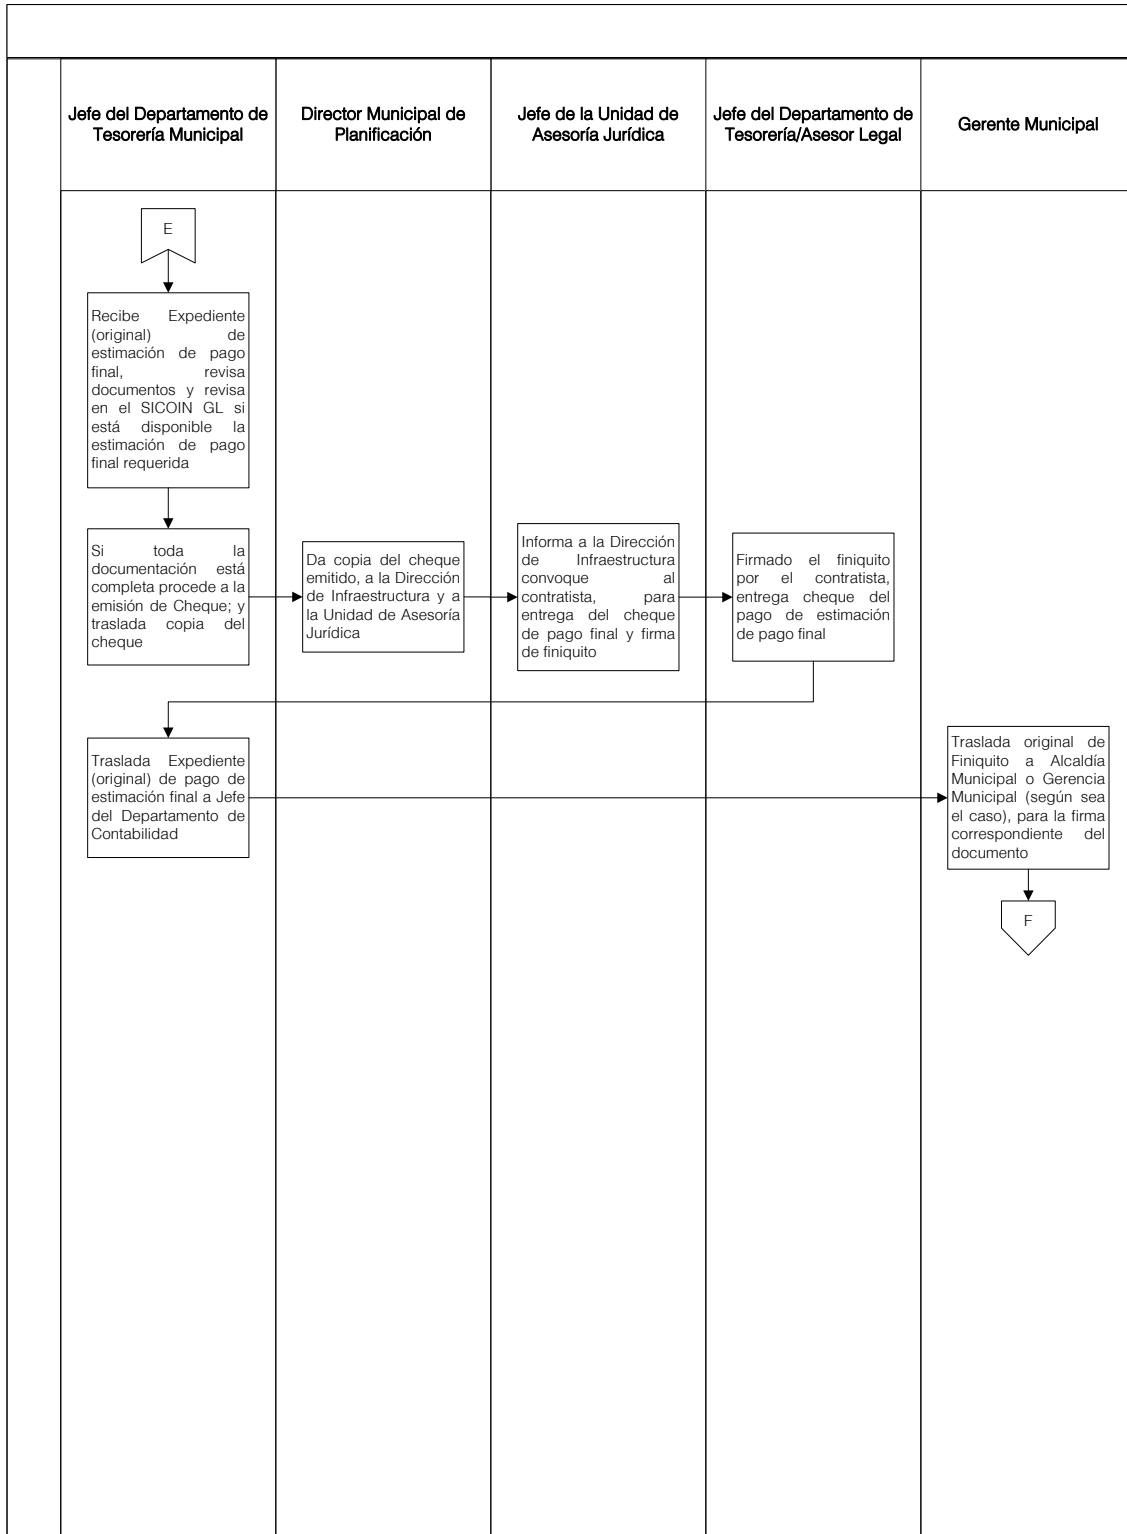 Jefe del Departamento de
Tesorería Municipal
Director Municipal de
Planificación
Jefe de la Unidad de
Asesoría Jurídica
Jefe del Departamento de
Tesorería/Asesor Legal
Gerente Municipal
E
Recibe Expediente
(original) de
estimación de pago
final, revisa
documentos y revisa
en el SICOIN GL si
está disponible la
estimación de pago
final requerida
Si toda la
documentación está
completa procede a la
emisión de Cheque; y
traslada copia del
cheque
Da copia del cheque
emitido, a la Dirección
de Infraestructura y a
la Unidad de Asesoría
Jurídica
Informa a la Dirección
de Infraestructura
convoque al
contratista, para
entrega del cheque
de pago final y firma
de finiquito
Firmado el finiquito
por el contratista,
entrega cheque del
pago de estimación
de pago final
Traslada Expediente
(original) de pago de
estimación final a Jefe
del Departamento de
Contabilidad
Traslada original de
Finiquito a Alcaldía
Municipal o Gerencia
Municipal (según sea
el caso), para la firma
correspondiente del
documento
F